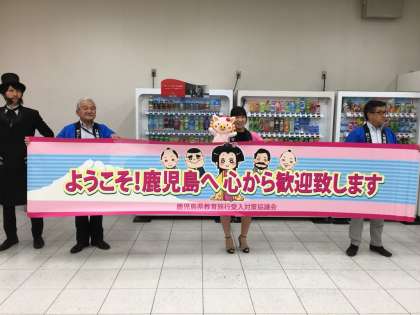 ようこそ！鹿児島へ 心から歓迎致します
鹿児島県教育旅行受入対策協議会